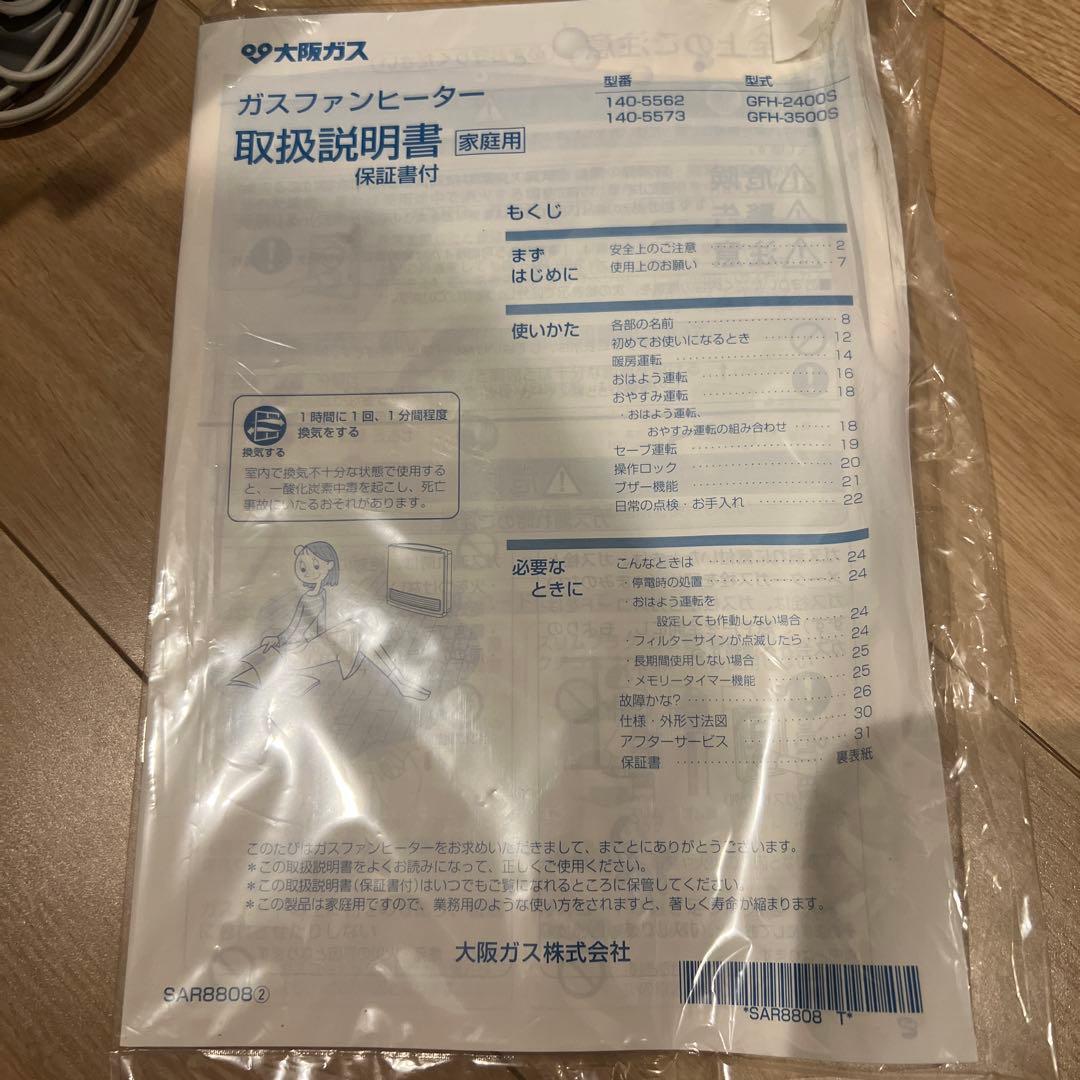 大阪ガス
ガスファンヒーター
取扱説明書 家庭用
保証書付
型番 型式
140-5562 GFH-2400S
140-5573 GFH-3500S
もくじ
まず
はじめに
安全上のご注意 2
使用上のお願い 7
使いかた
各部の名前 8
初めてお使いになるとき 12
暖房運転 14
おはよう運転 16
おやすみ運転 18
・おはよう運転、
おやすみ運転の組み合わせ 18
セーブ運転 19
操作ロック 20
ブザー機能 21
日常の点検・お手入れ 22
必要な
ときに
こんなときは 24
・停電時の処置 24
・おはよう運転を
設定しても作動しない場合 24
・フィルターサインが点滅したら 24
・長期間使用しない場合 25
・メモリータイマー機能 25
故障かな? 26
仕様・外形寸法図 30
アフターサービス 31
保証書 裏表紙
換気する
1時間に1回、1分間程度
換気をする
室内で換気不十分な状態で使用する
と、一酸化炭素中毒を起こし、死亡
事故にいたるおそれがあります。
このたびはガスファンヒーターをお求めいただきまして、まことにありがとうございます。
＊この取扱説明書をよくお読みになって、正しくご使用ください。
＊この取扱説明書(保証書付)はいつでもご覧になれるところに保管してください。
＊この製品は家庭用ですので、業務用のような使い方をされますと、著しく寿命が縮まります。
大阪ガス株式会社
SAR8808②
*SAR8808 T*